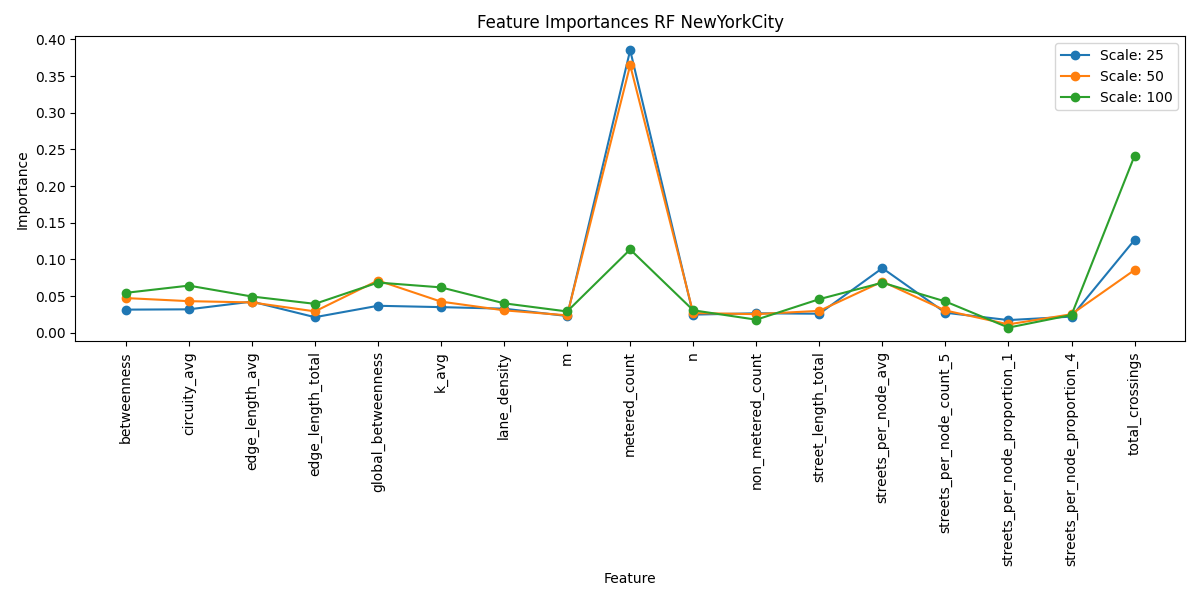 Feature Importances RF NewYorkCity
Scale: 25
Scale: 50
Scale: 100
Importance
0.40
0.35
0.30
0.25
0.20
0.15
0.10
0.05
0.00
betweenness
circuity_avg
edge_length_avg
edge_length_total
global_betweenness
k_avg
lane_density
m
metered_count
n
non_metered_count
street_length_total
streets_per_node_avg
streets_per_node_count_5
streets_per_node_proportion_1
streets_per_node_proportion_4
total_crossings
Feature